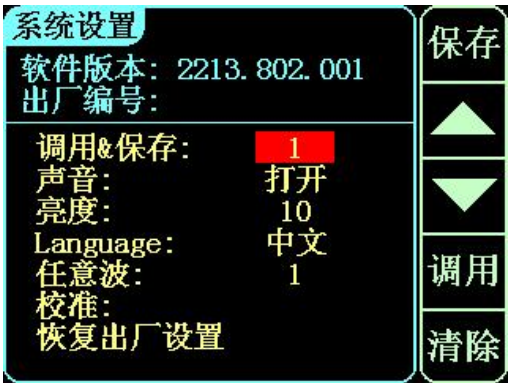 系统设置
软件版本: 2213.802.001
出厂编号:
调用&保存: 1
声音: 打开
亮度: 10
Language: 中文
任意波: 1
校准:
恢复出厂设置
保存
调用
清除